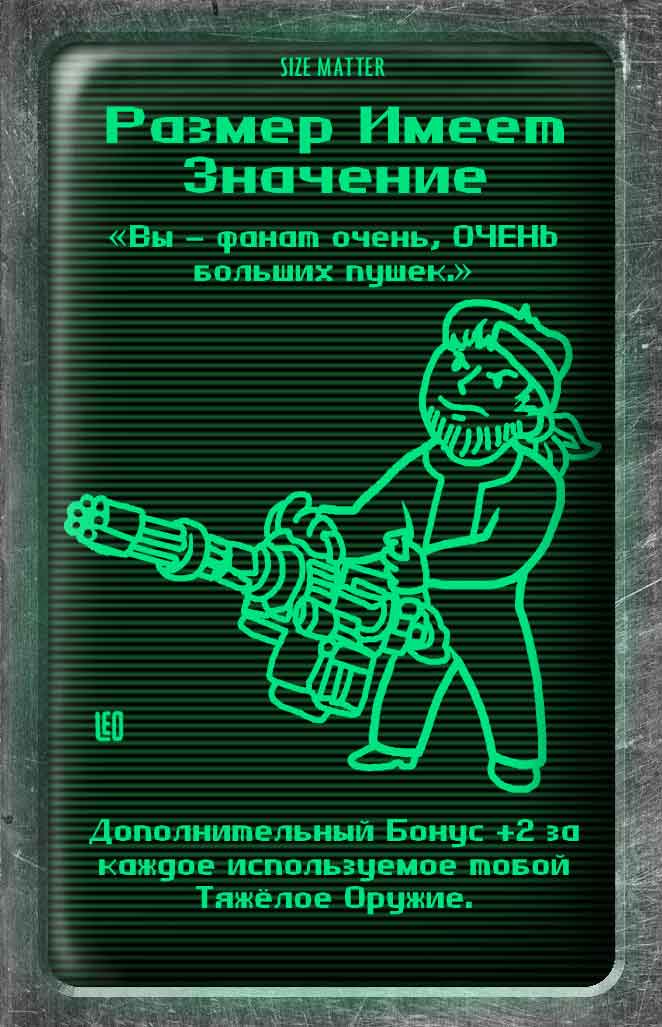 SIZE MATTER
Размер Имеет
Значение
«Вы – фанат очень, ОЧЕНЬ
больших пушек.»
LEO
Дополнительный Бонус +2 за
каждое используемое тобой
Тяжёлое Оружие.